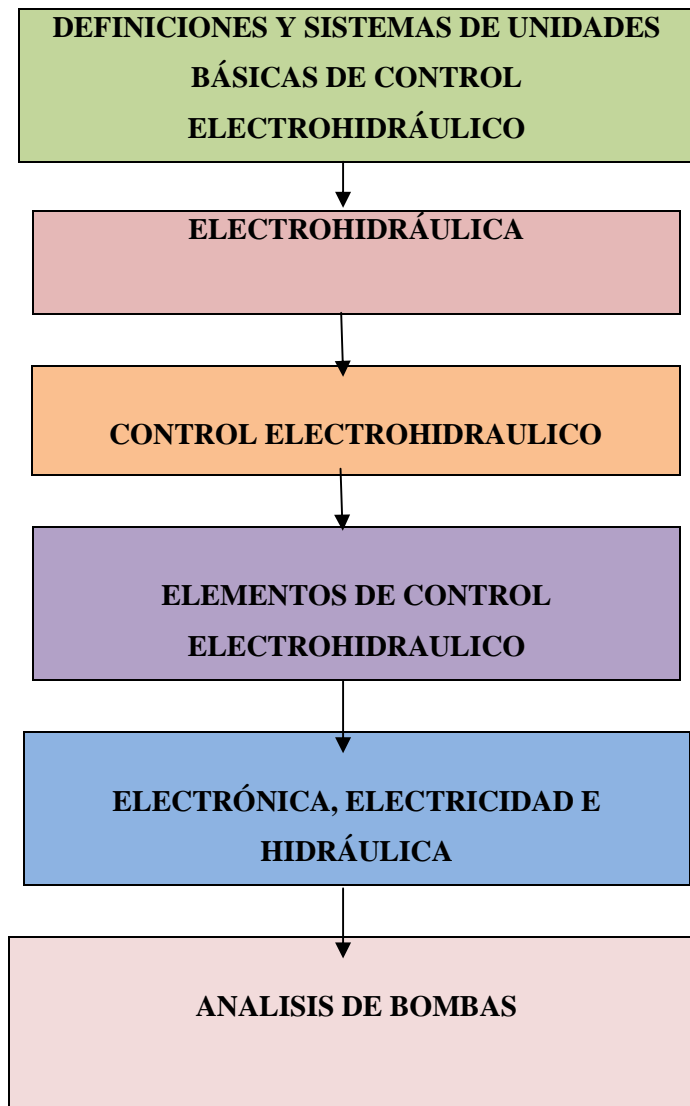 DEFINICIONES Y SISTEMAS DE UNIDADES
BÁSICAS DE CONTROL
ELECTROHIDRÁULICO
ELECTROHIDRÁULICA
CONTROL ELECTROHIDRAULICO
ELEMENTOS DE CONTROL
ELECTROHIDRAULICO
ELECTRÓNICA, ELECTRICIDAD E
HIDRÁULICA
ANALISIS DE BOMBAS